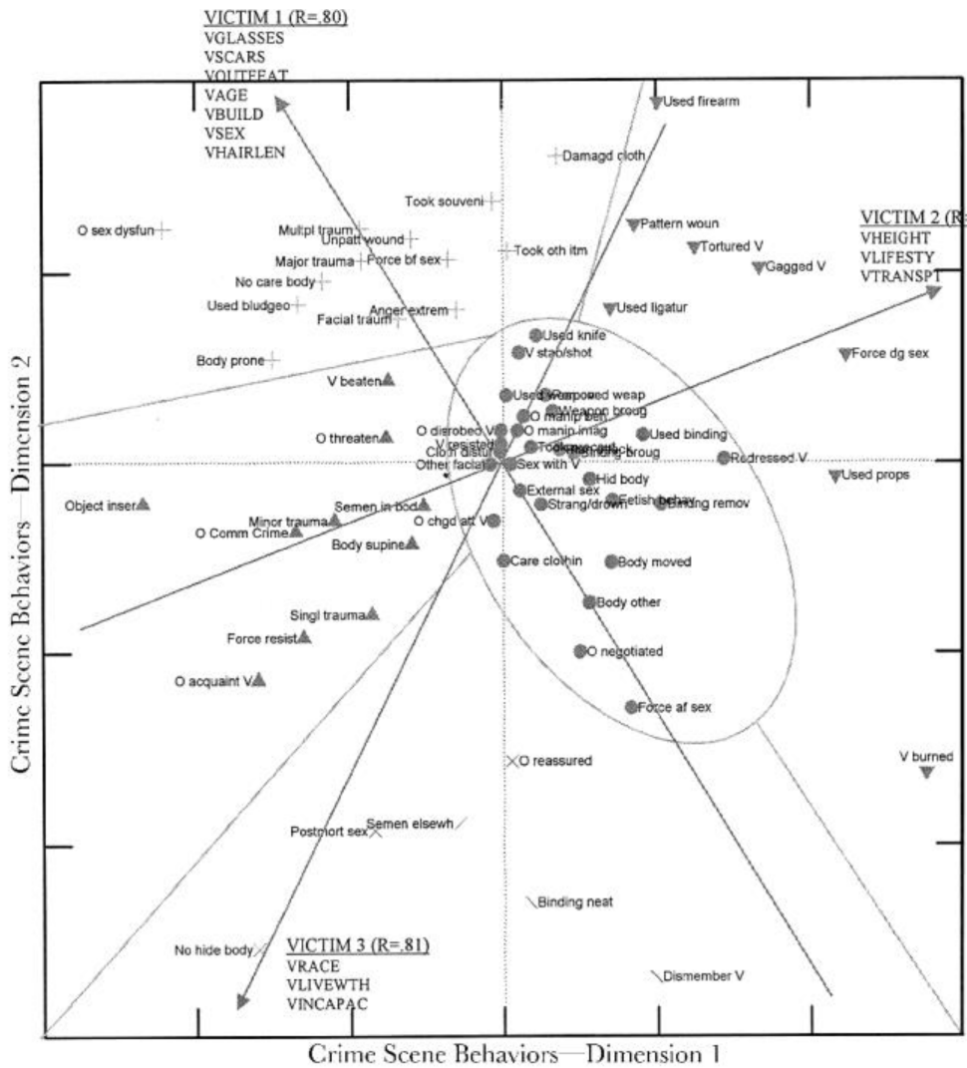 VICTIM 1 (R=.80)
VGLASSES
VSCARS
VOUTFEAT
VAGE
VBUILD
VSEX
VHAIRLEN
Used firearm
Damagd cloth
Took souveni
O sex dysfun
Multpl traum
Unpatt wound
Pattern woun
VICTIM 2 (R=
VHEIGHT
VLIFESTY
VTRANSPT
Took oth itm
Tortured V
Major trauma
Force bf sex
Gagged V
No care body
Used bludgeo
Anger extrem
Facial traum
Used ligatur
Used knife
V stab/shot
Force dg sex
Body prone
V beaten
Removed weap
Weapon broug
O manip
O disrobed V
O manip imag
Used binding
O threaten
V resisted
Cloth distur
Binding broug
Redressed V
Other facial
Sex with V
Used props
Hid body
External sex
Fetish behav
Object inser
Semen in bod
Strang/drown
Binding remov
Minor trauma
O chgd att V
O Comm Crime
Body supine
Care clothin
Body moved
Body other
Singl trauma
Force resist
O negotiated
O acquaint V
Force af sex
O reassured
V burned
Postmort sex
Semen elsewh
Binding neat
No hide body
VICTIM 3 (R=.81)
VRACE
VLIVEWTH
VINCAPAC
Dismember V
Crime Scene Behaviors—Dimension 2
Crime Scene Behaviors—Dimension 1